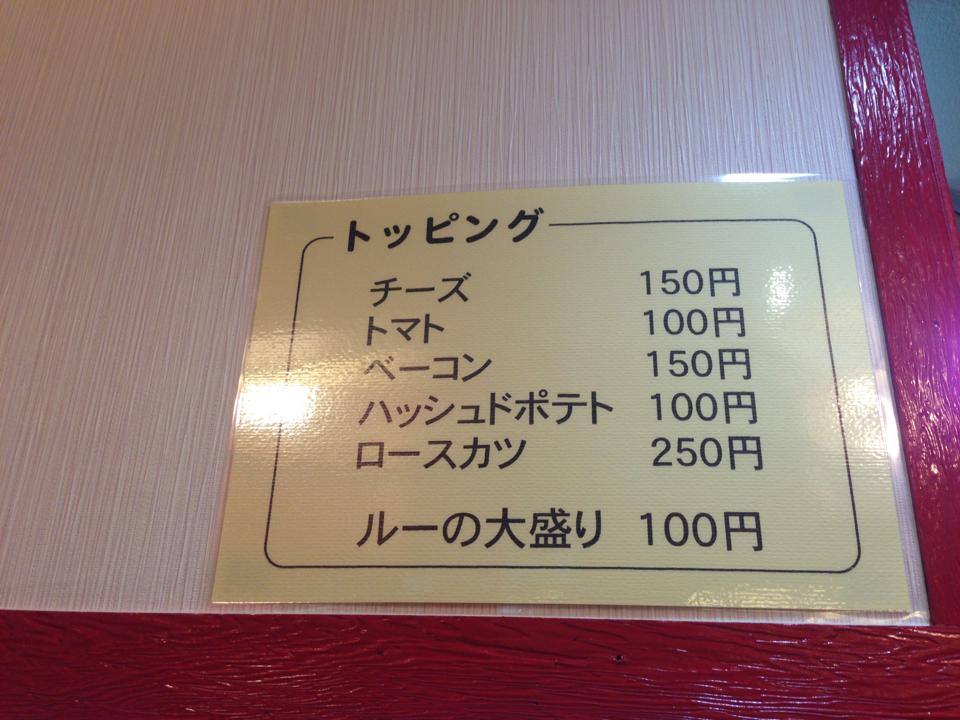 トッピング
チーズ 150円
トマト 100円
ベーコン 150円
ハッシュドポテト 100円
ロースカツ 250円
ルーの大盛り 100円